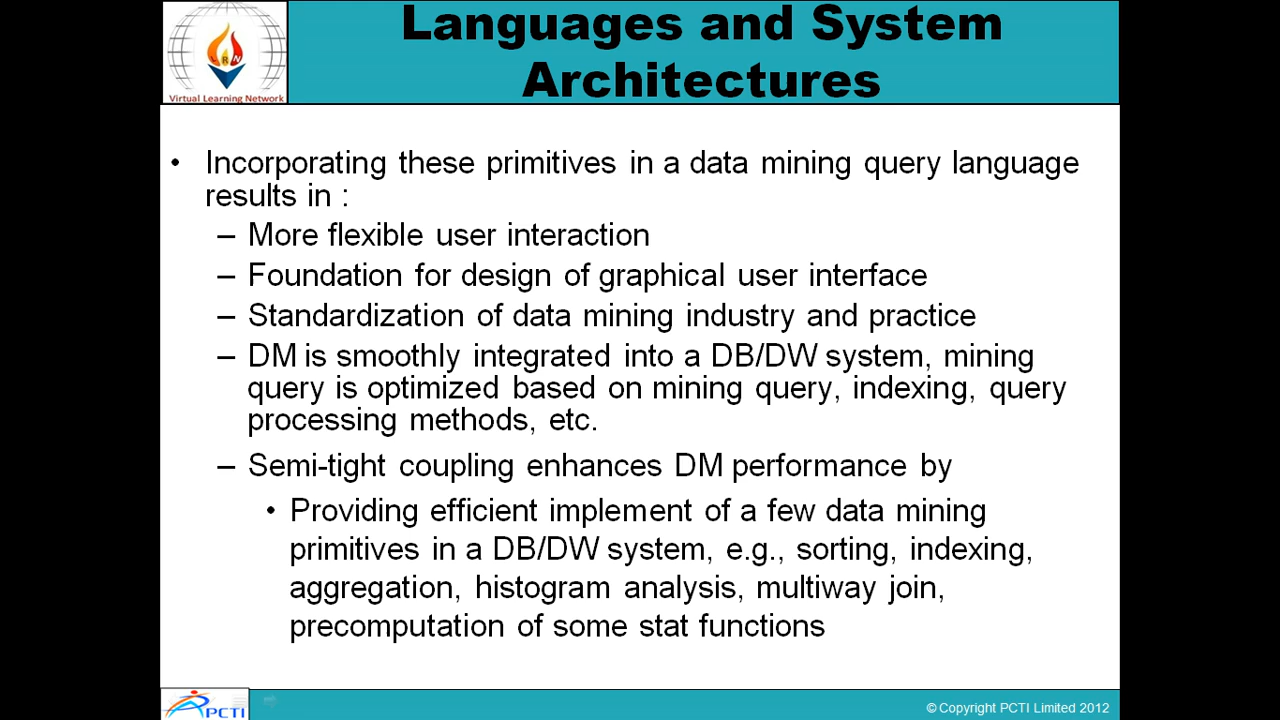 Languages and System
Architectures
LRN
Virtual Learning Network
• Incorporating these primitives in a data mining query language
results in :
– More flexible user interaction
– Foundation for design of graphical user interface
– Standardization of data mining industry and practice
– DM is smoothly integrated into a DB/DW system, mining
query is optimized based on mining query, indexing, query
processing methods, etc.
– Semi-tight coupling enhances DM performance by
• Providing efficient implement of a few data mining
primitives in a DB/DW system, e.g., sorting, indexing,
aggregation, histogram analysis, multiway join,
precomputation of some stat functions
PCTI
© Copyright PCTI Limited 2012